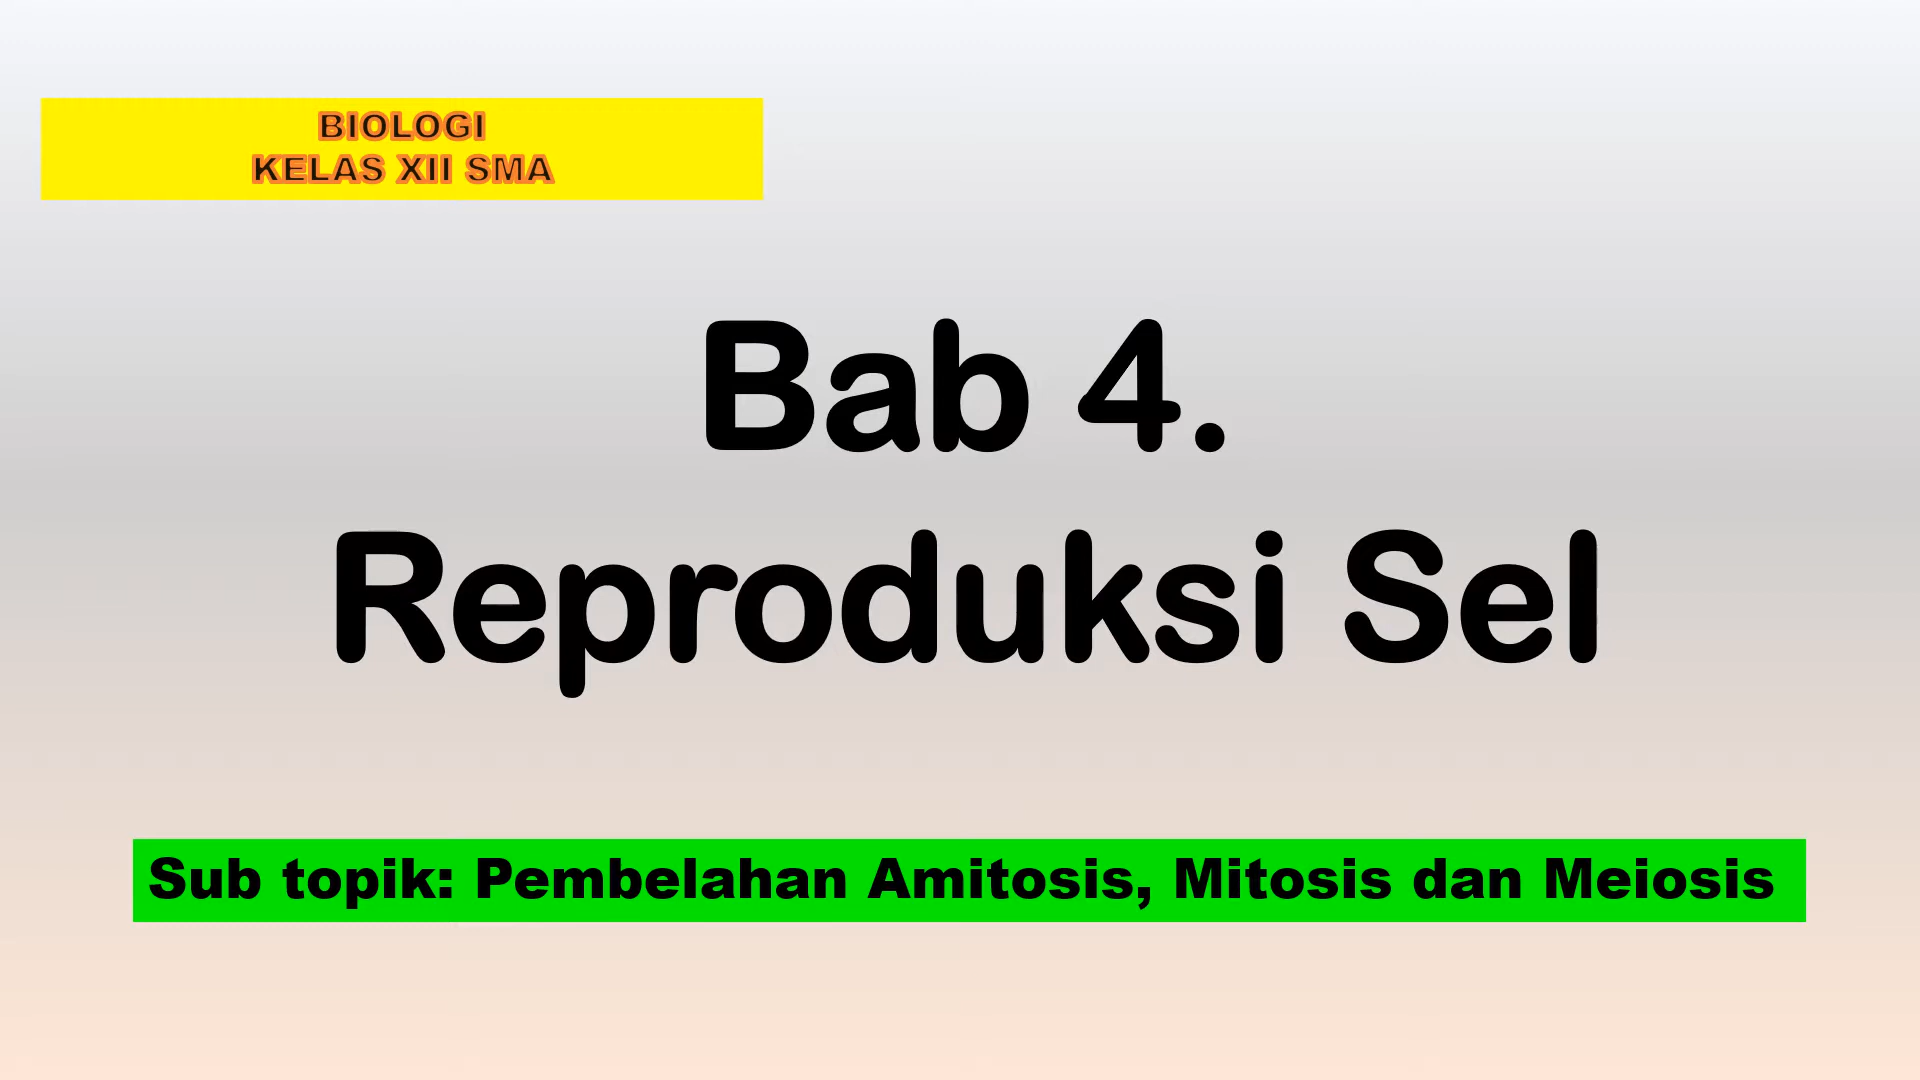 BIOLOGI
KELAS XII SMA
Bab 4.
Reproduksi Sel
Sub topik: Pembelahan Amitosis, Mitosis dan Meiosis